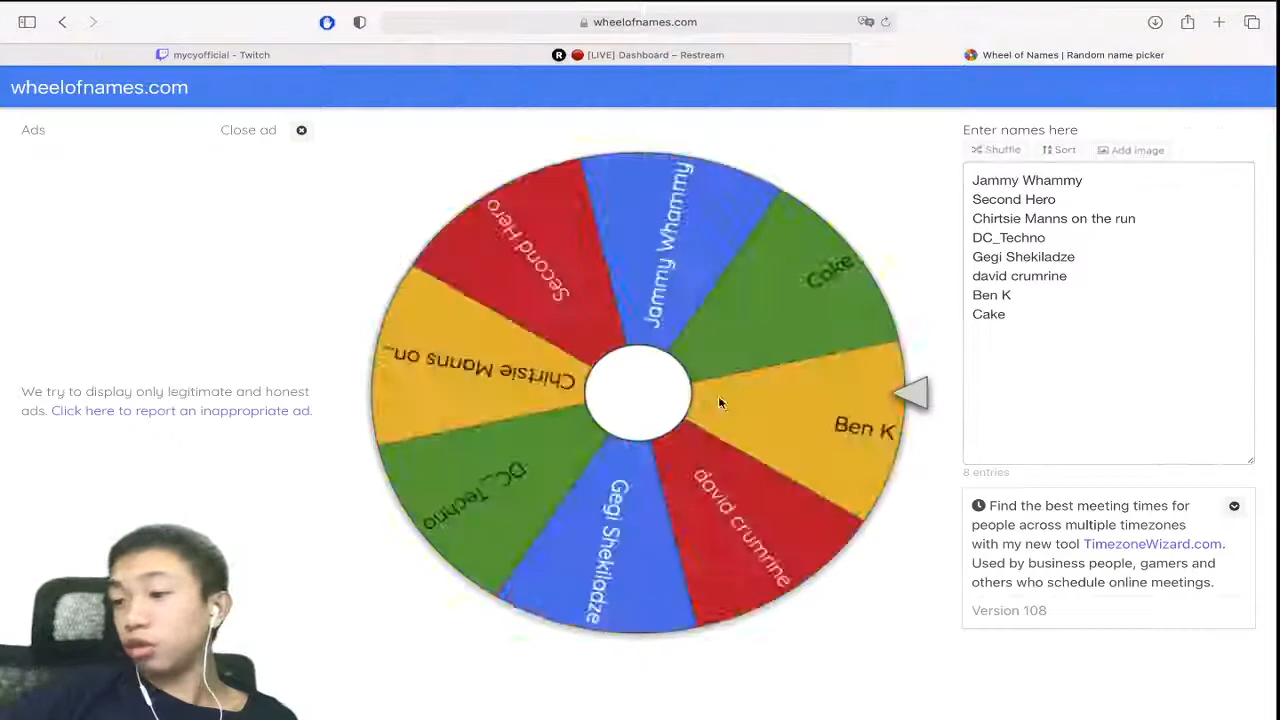 wheelofnames.com
mycyofficial - Twitch
R [LIVE] Dashboard – Restream
Wheel of Names | Random name picker
wheelofnames.com
Ads
Close ad
Enter names here
Shuffle
Sort
Add image
Jammy Whammy
Second Hero
Chirtsie Manns on the run
DC_Techno
Gegi Shekiladze
david crumrine
Ben K
Cake
8 entries
Jammy Whammy
Cake
Ben K
david crumrine
Gegi Shekiladze
DC_Techno
Chirtsie Manns on...
Second Hero
We try to display only legitimate and honest
ads. Click here to report an inappropriate ad.
Find the best meeting times for
people across multiple timezones
with my new tool TimezoneWizard.com.
Used by business people, gamers and
others who schedule online meetings.
Version 108